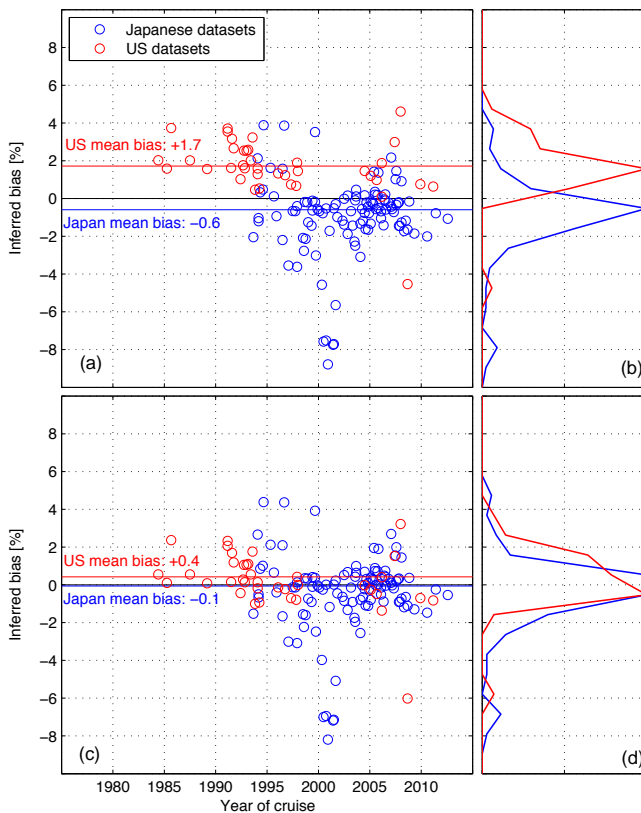 10
8
6
4
2
0
−2
−4
−6
−8
Inferred bias [%]
Japanese datasets
US datasets
US mean bias: +1.7
Japan mean bias: −0.6
(a)
(b)
8
6
4
2
0
−2
−4
−6
−8
Inferred bias [%]
US mean bias: +0.4
Japan mean bias: −0.1
(c)
(d)
1980 1985 1990 1995 2000 2005 2010
Year of cruise